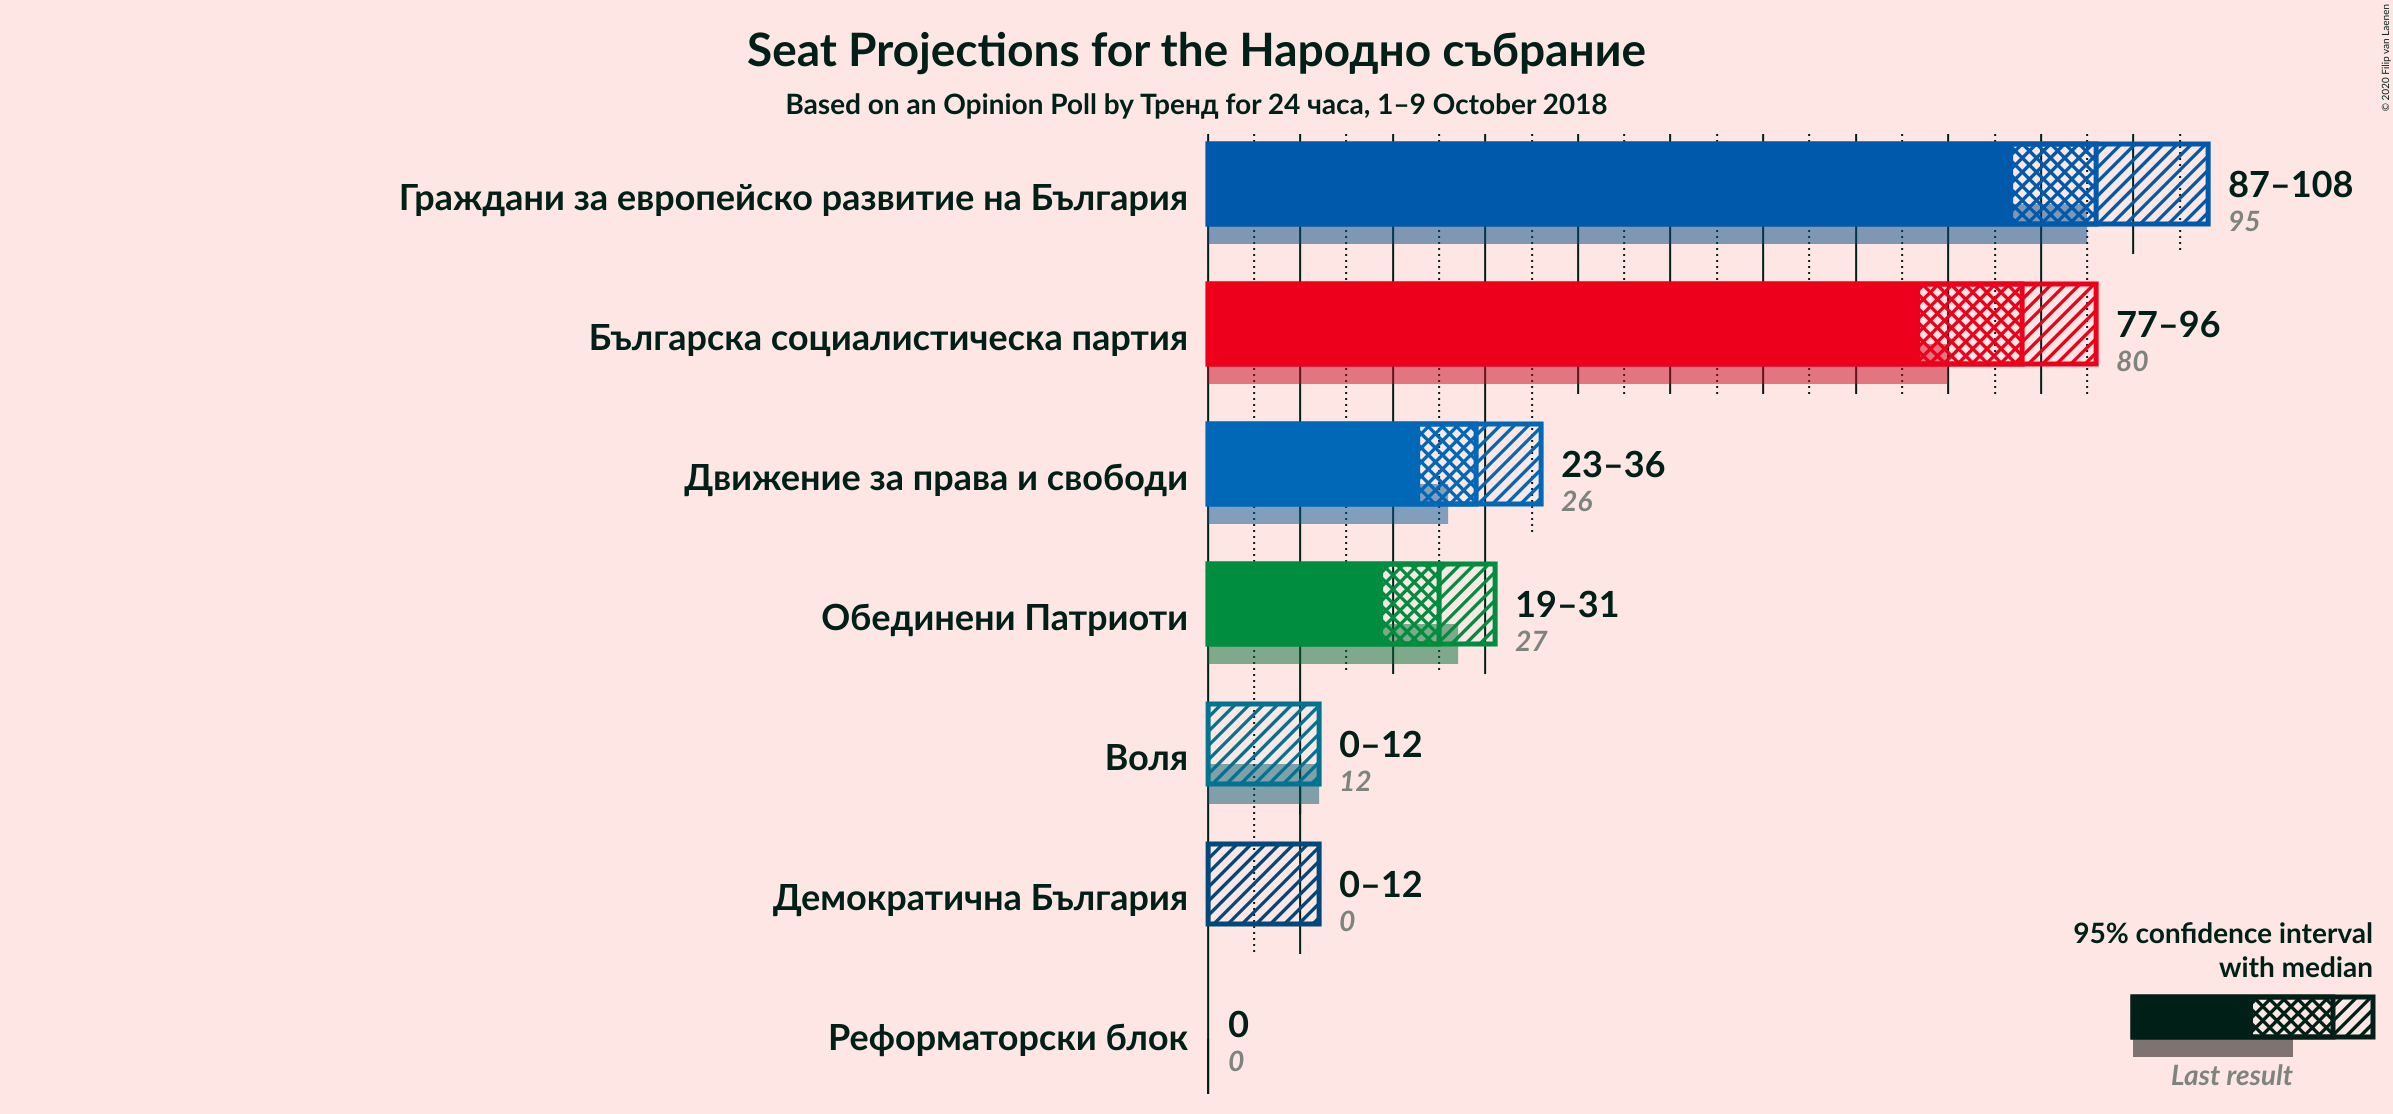 Seat Projections for the Народно събрание
Based on an Opinion Poll by Тренд for 24 часа, 1–9 October 2018
© 2020 Filip van Laenen
Граждани за европейско развитие на България
87–108
95
Българска социалистическа партия
77–96
80
Движение за права и свободи
23–36
26
Обединени Патриоти
19–31
27
Воля
0–12
12
Демократична България
0–12
0
Реформаторски блок
0
0
95% confidence interval
with median
Last result